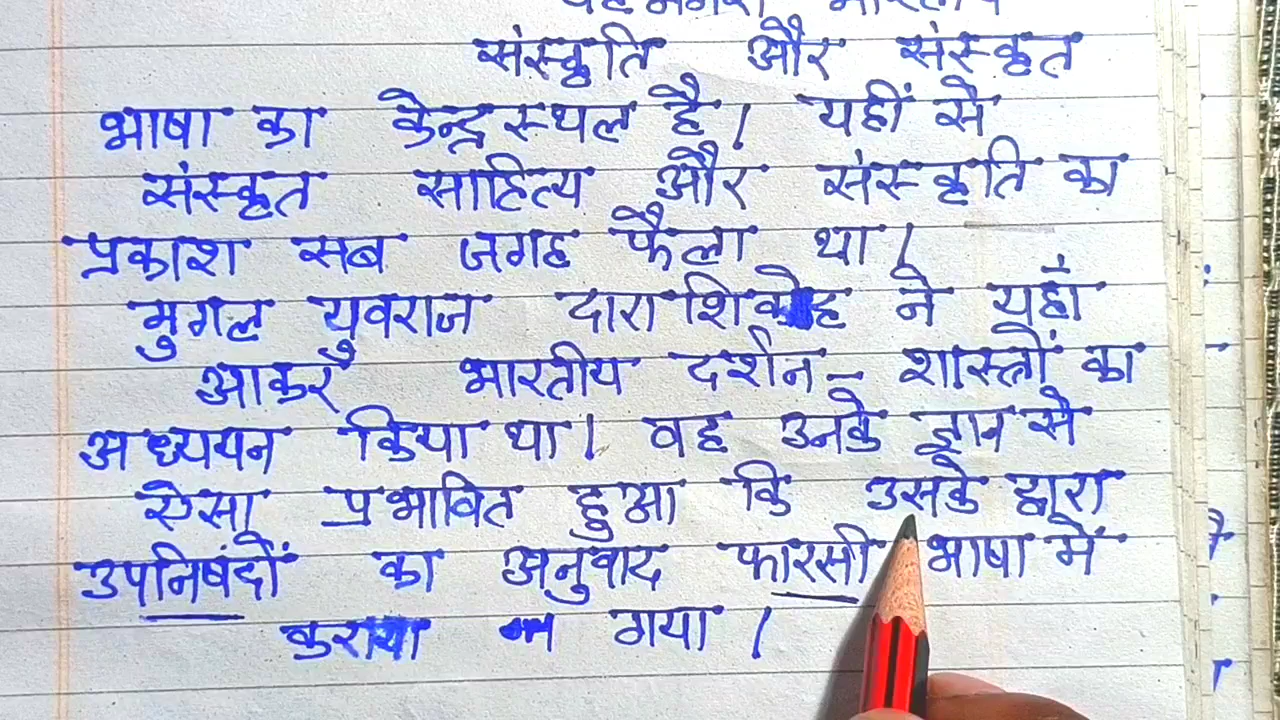 संस्कृति और संस्कृत
भाषा का केन्द्रस्थल है। यहीं से
संस्कृत साहित्य और संस्कृति का
प्रकाश सब जगह फैला था।
मुगल युवराज दाराशिकोह ने यहाँ
आकर भारतीय दर्शन - शास्त्रों का
अध्ययन किया था। वह उनके ज्ञान से
ऐसा प्रभावित हुआ कि उसके द्वारा
उपनिषदों का अनुवाद फारसी भाषा में
कराया गया।